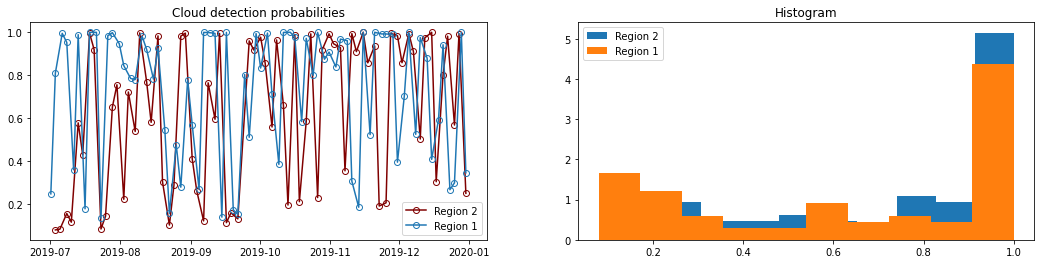 Cloud detection probabilities
1.0
0.8
0.6
0.4
0.2
Region 2
Region 1
2019-07 2019-08 2019-09 2019-10 2019-11 2019-12 2020-01
Histogram
Region 2
Region 1
5
4
3
2
1
0
0.2 0.4 0.6 0.8 1.0